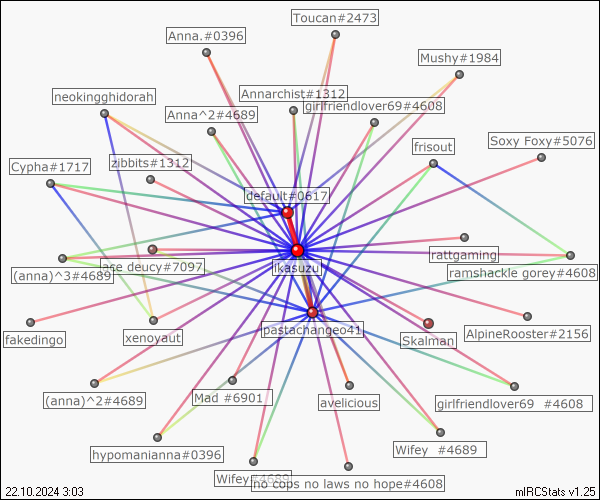 Toucan#2473
Anna.#0396
Mushy#1984
neokingghidorah
Annarchist#1312
girlfriendlover69#4608
Anna^2#4689
Soxy Foxy#5076
frisout
Cypha#1717
zibbits#1312
default#0617
rattgaming
ikasuzu
lace deucy#7097
(anna)^3#4689
ramshackle gorey#4608
fakedingo
xenoyaut
pastachangeo41
Skalman
AlpineRooster#2156
(anna)^2#4689
Mad #6901
avelicious
girlfriendlover69 #4608
hypomanianna#0396
Wifey #4689
Wifey#4689
no cops no laws no hope#4608
22.10.2024 3:03
mIRCStats v1.25